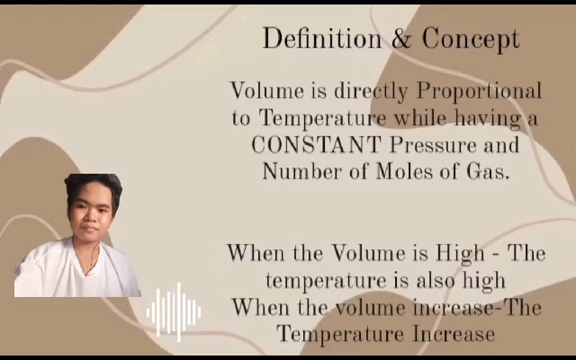 Definition & Concept
Volume is directly Proportional
to Temperature while having a
CONSTANT Pressure and
Number of Moles of Gas.
When the Volume is High - The
temperature is also high
When the volume increase-The
Temperature Increase